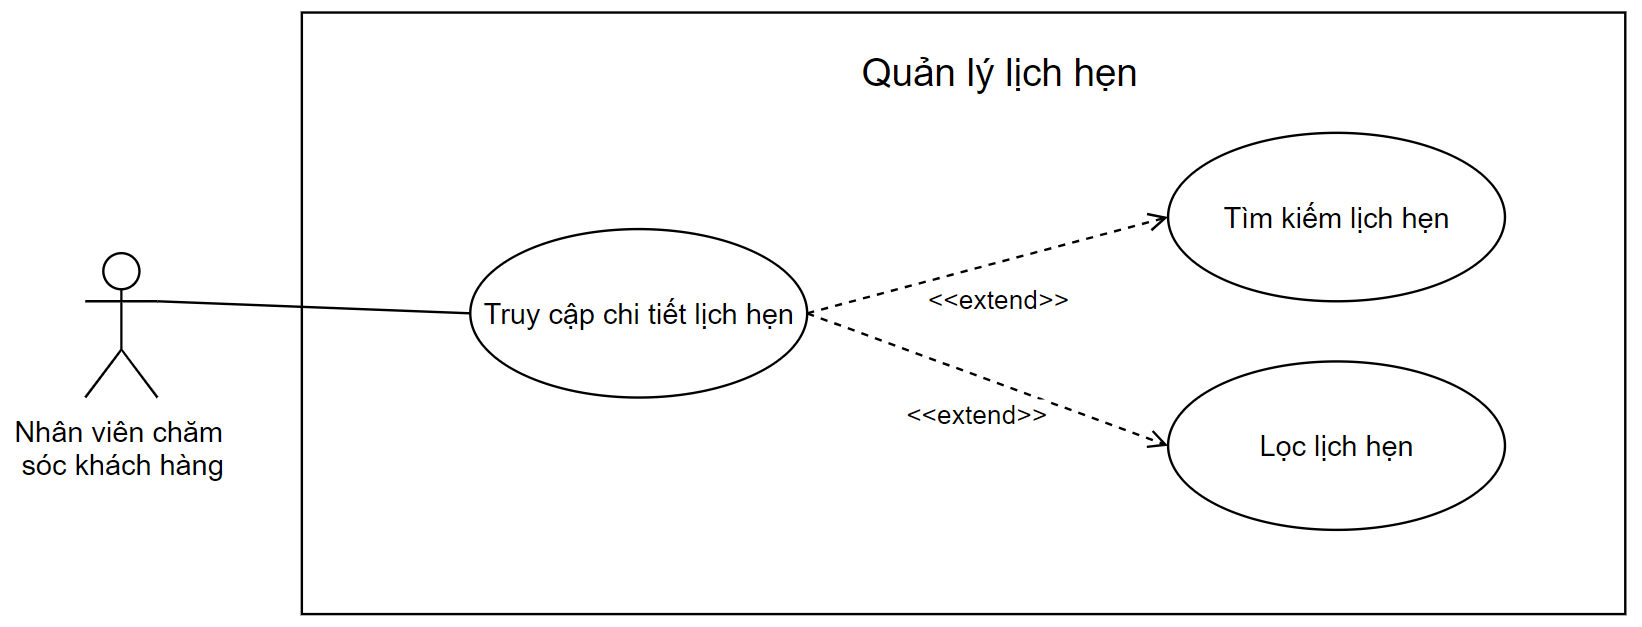 Quản lý lịch hẹn
Tìm kiếm lịch hẹn
Truy cập chi tiết lịch hẹn
<<extend>>
<<extend>>
Lọc lịch hẹn
Nhân viên chăm
sóc khách hàng